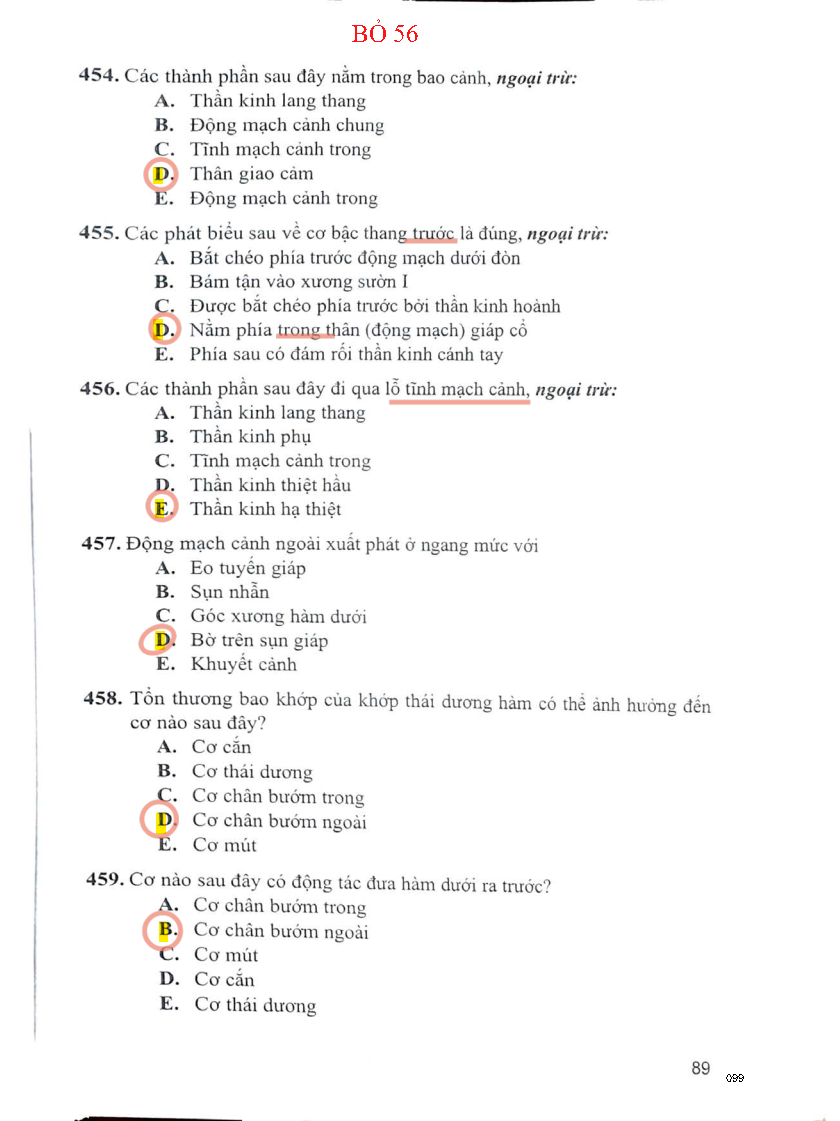 BỎ 56
454. Các thành phần sau đây nằm trong bao cảnh, ngoại trừ:
A. Thần kinh lang thang
B. Động mạch cảnh chung
C. Tĩnh mạch cảnh trong
D. Thân giao cảm
E. Động mạch cảnh trong
455. Các phát biểu sau về cơ bậc thang trước là đúng, ngoại trừ:
A. Bắt chéo phía trước động mạch dưới đòn
B. Bám tận vào xương sườn I
C. Được bắt chéo phía trước bởi thần kinh hoành
D. Nằm phía trong thân (động mạch) giáp cổ
E. Phía sau có đám rối thần kinh cánh tay
456. Các thành phần sau đây đi qua lỗ tĩnh mạch cảnh, ngoại trừ:
A. Thần kinh lang thang
B. Thần kinh phụ
C. Tĩnh mạch cảnh trong
D. Thần kinh thiệt hầu
E. Thần kinh hạ thiệt
457. Động mạch cảnh ngoài xuất phát ở ngang mức với
A. Eo tuyến giáp
B. Sụn nhẫn
C. Góc xương hàm dưới
D. Bờ trên sụn giáp
E. Khuyết cảnh
458. Tổn thương bao khớp của khớp thái dương hàm có thể ảnh hưởng đến
cơ nào sau đây?
A. Cơ cắn
B. Cơ thái dương
C. Cơ chân bướm trong
D. Cơ chân bướm ngoài
E. Cơ mút
459. Cơ nào sau đây có động tác đưa hàm dưới ra trước?
A. Cơ chân bướm trong
B. Cơ chân bướm ngoài
C. Cơ mút
D. Cơ cắn
E. Cơ thái dương
89
099